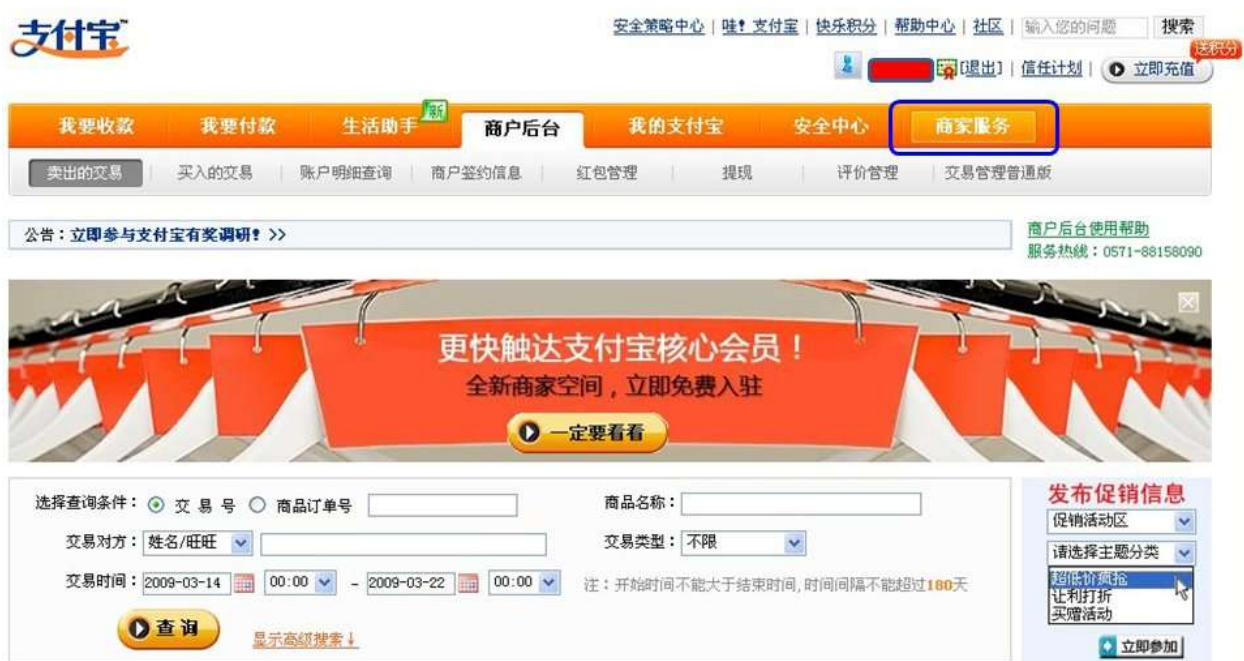 支付宝
安全策略中心 | 哇! 支付宝 | 快乐积分 | 帮助中心 | 社区 | 输入您的问题 搜索
送积分
[退出] | 信任计划 | 立即充值
我要收款 我要付款 生活助手 新 商户后台 我的支付宝 安全中心 商家服务
卖出的交易 买入的交易 账户明细查询 商户签约信息 红包管理 提现 评价管理 交易管理普通版
公告:立即参与支付宝有奖调研! >>
商户后台使用帮助
服务热线:0571-88158090
更快触达支付宝核心会员!
全新商家空间,立即免费入驻
一定要看看
选择查询条件: 交 易 号 商品订单号 商品名称:
交易对方: 姓名/旺旺 交易类型: 不限
交易时间: 2009-03-14 00:00 - 2009-03-22 00:00 注:开始时间不能大于结束时间,时间间隔不能超过180天
查 询 显示高级搜索↓
发布促销信息
促销活动区
请选择主题分类
超低价疯抢
让利打折
买赠活动
立即参加